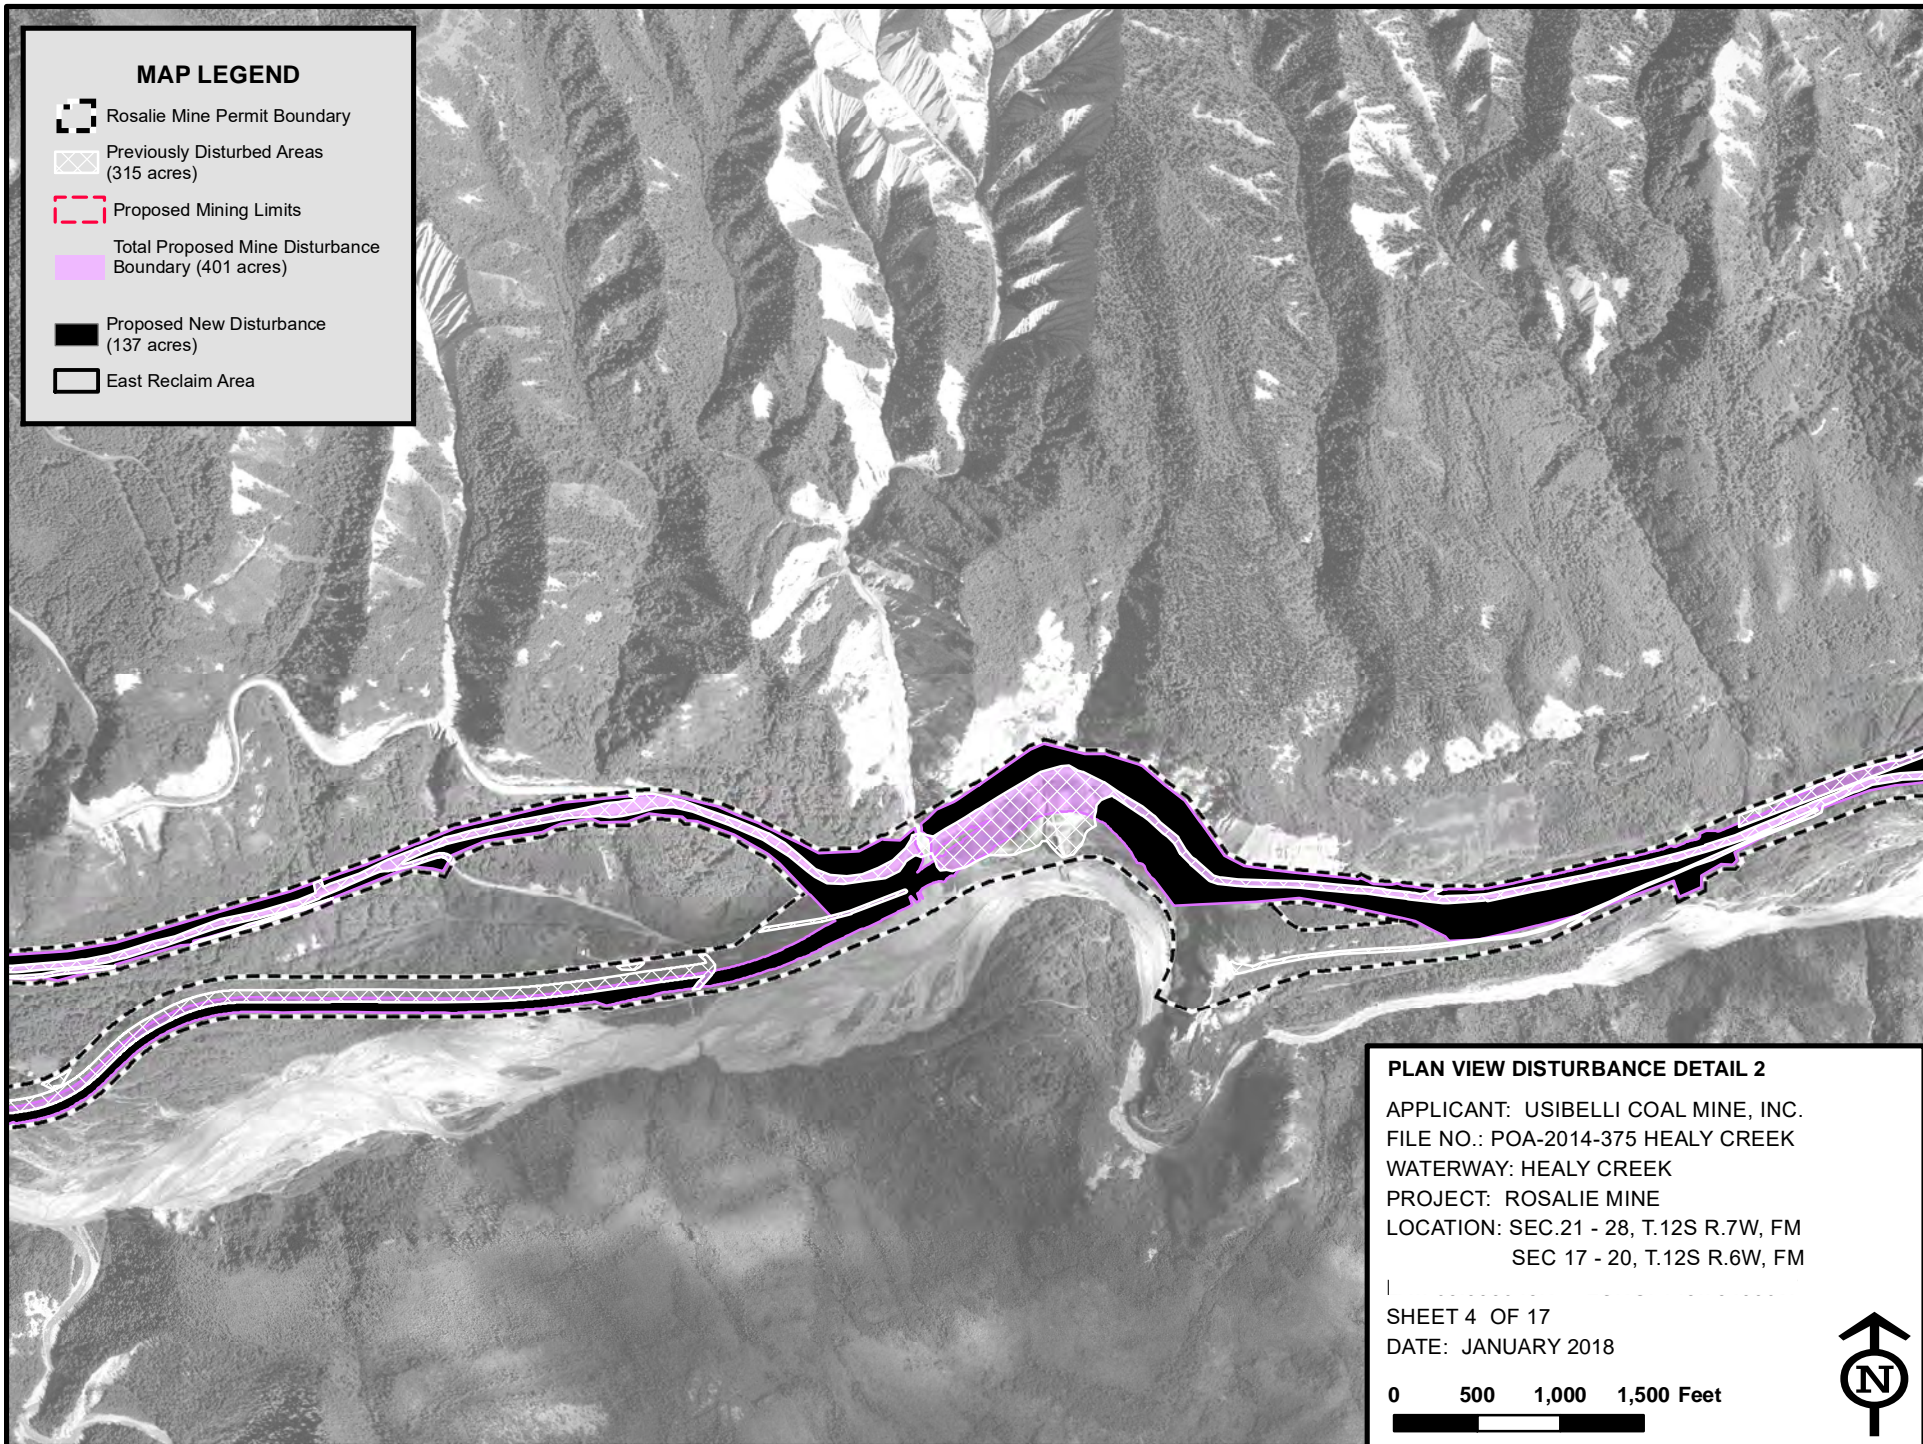 MAP LEGEND
Rosalie Mine Permit Boundary
Previously Disturbed Areas
(315 acres)
Proposed Mining Limits
Total Proposed Mine Disturbance
Boundary (401 acres)
Proposed New Disturbance
(137 acres)
East Reclaim Area
PLAN VIEW DISTURBANCE DETAIL 2
APPLICANT: USIBELLI COAL MINE, INC.
FILE NO.: POA-2014-375 HEALY CREEK
WATERWAY: HEALY CREEK
PROJECT: ROSALIE MINE
LOCATION: SEC.21 - 28, T.12S R.7W, FM
SEC 17 - 20, T.12S R.6W, FM
SHEET 4 OF 17
DATE: JANUARY 2018
0 500 1,000 1,500 Feet
N